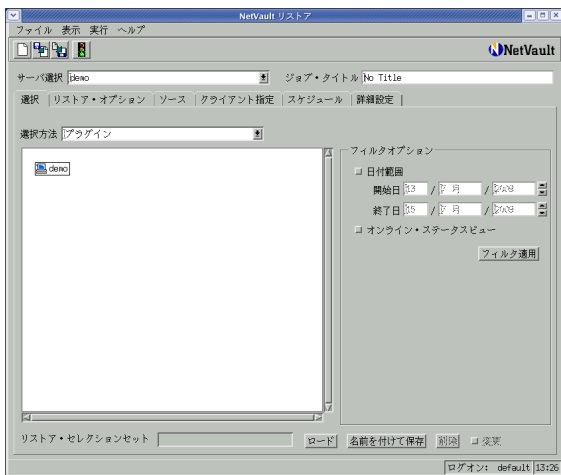 NetVault リストア
ファイル 表示 実行 ヘルプ
NetVault
サーバ選択 demo ジョブ・タイトル No Title
選択 リストア・オプション ソース クライアント指定 スケジュール 詳細設定
選択方法 プラグイン
demo
フィルタオプション
日付範囲
開始日 13 / 7 月 / 2009
終了日 15 / 7 月 / 2009
オンライン・ステータスビュー
フィルタ適用
リストア・セレクションセット ロード 名前を付けて保存 削除 変更
ログオン: default 13:26